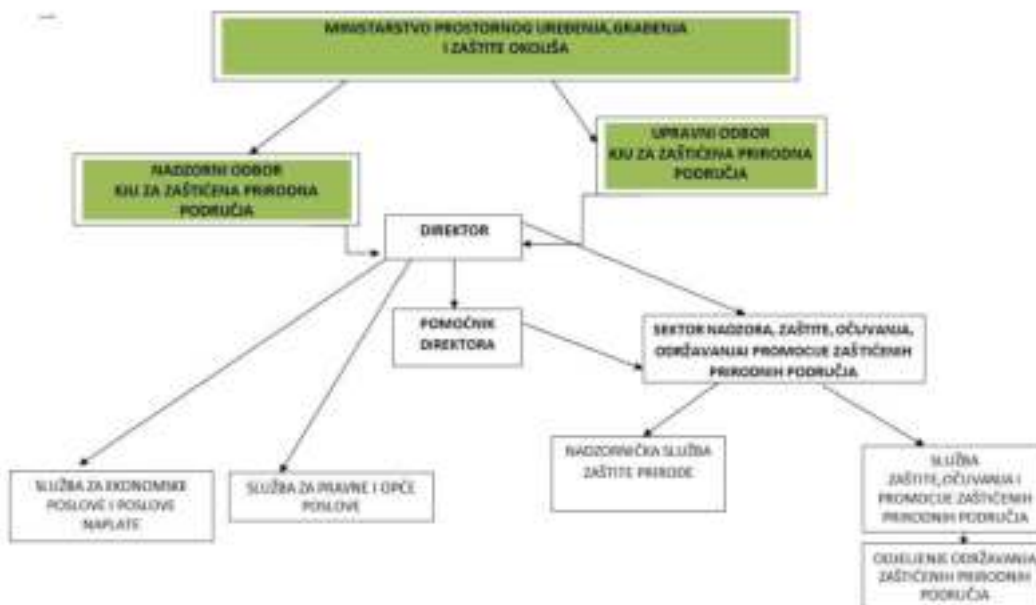 MINISTARSTVO PROSTORNOG UREĐENJA, GRAĐENJA
I ZAŠTITE OKOLIŠA
UPRAVNI ODBOR
KJU ZA ZAŠTIĆENA PRIRODNA
PODRUČJA
NADZORNI ODBOR
KJU ZA ZAŠTIĆENA PRIRODNA
PODRUČJA
DIREKTOR
POMOĆNIK
DIREKTORA
SEKTOR NADZORA, ZAŠTITE, OČUVANJA,
ODRŽAVANJAI PROMOCIJE ZAŠTIĆENIH
PRIRODNIH PODRUČJA
NADZORNIČKA SLUŽBA
ZAŠTITE PRIRODE
SLUŽBA
ZAŠTITE,OČUVANJA I
PROMOCIJE ZAŠTIĆENIH
PRIRODNIH PODRUČJA
SLUŽBA ZA EKONOMSKE
POSLOVE I POSLOVE
NAPLATE
SLUŽBA ZA PRAVNE I OPĆE
POSLOVE
ODJELJENJE ODRŽAVANJA
ZAŠTIĆENIH PRIRODNIH
PODRUČJA